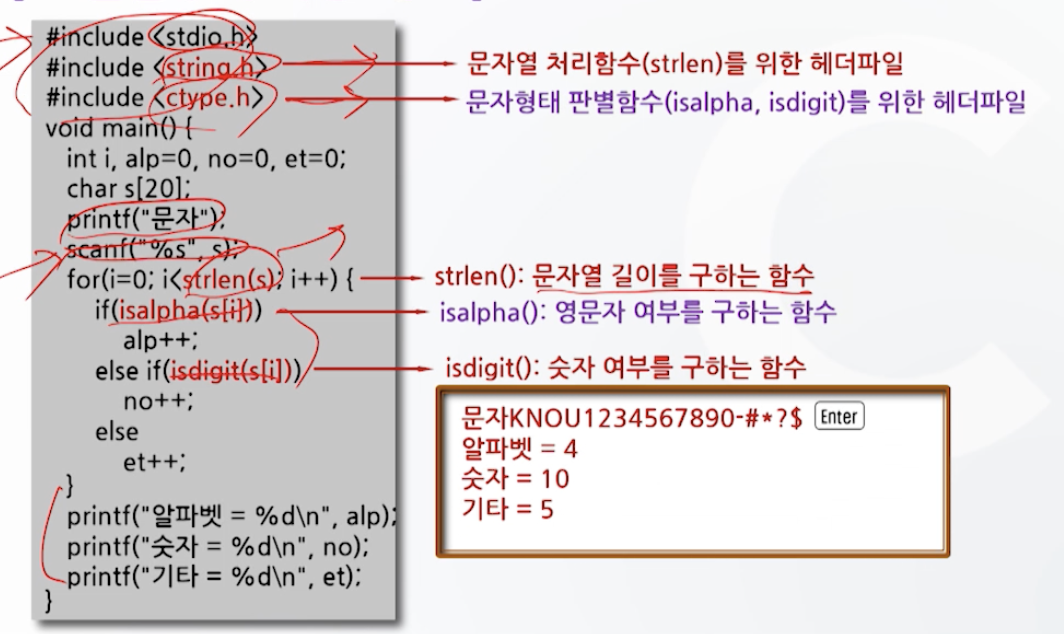 #include <stdio.h>
#include <string.h>
문자열 처리함수(strlen)를 위한 헤더파일
#include <ctype.h>
문자형태 판별함수(isalpha, isdigit)를 위한 헤더파일
void main() {
int i, alp=0, no=0, et=0;
char s[20];
printf("문자");
scanf("%s", s);
for(i=0; i<strlen(s); i++) {
strlen(): 문자열 길이를 구하는 함수
if(isalpha(s[i]))
isalpha(): 영문자 여부를 구하는 함수
alp++;
else if(isdigit(s[i]))
isdigit(): 숫자 여부를 구하는 함수
no++;
else
et++;
}
printf("알파벳 = %d\n", alp);
printf("숫자 = %d\n", no);
printf("기타 = %d\n", et);
}
문자KNOU1234567890-#*?$ Enter
알파벳 = 4
숫자 = 10
기타 = 5